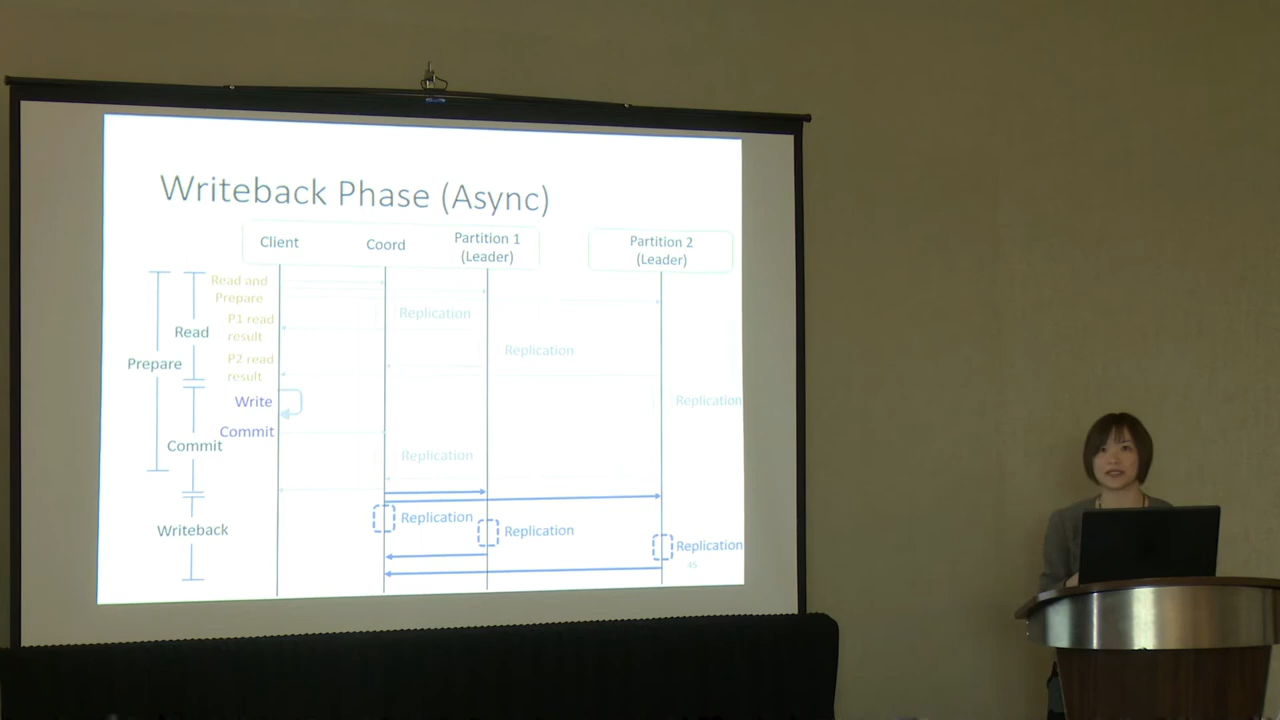 Writeback Phase (Async)
Client
Coord
Partition 1
(Leader)
Partition 2
(Leader)
Read and
Prepare
Replication
P1 read
result
Read
Replication
P2 read
result
Prepare
Write
Replication
Commit
Commit
Replication
Writeback
Replication
Replication
Replication
45